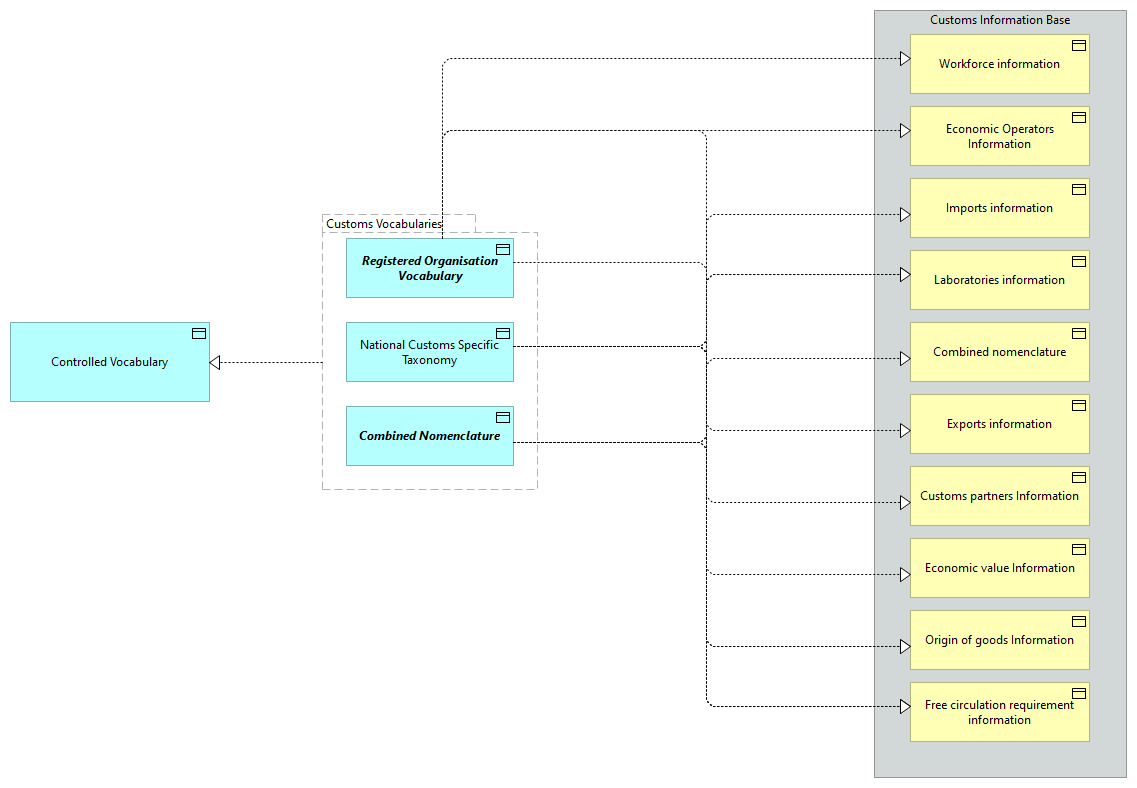 Customs Information Base
Workforce information
Economic Operators
Information
Imports information
Customs Vocabularies
Registered Organisation
Vocabulary
Laboratories information
Controlled Vocabulary
National Customs Specific
Taxonomy
Combined nomenclature
Combined Nomenclature
Exports information
Customs partners Information
Economic value Information
Origin of goods Information
Free circulation requirement
information